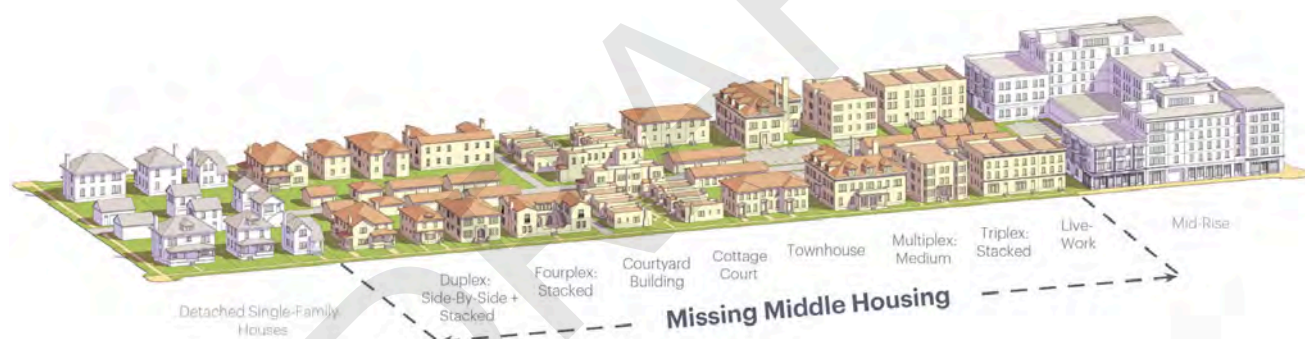 Detached Single-Family
Houses
Duplex:
Side-By-Side +
Stacked
Fourplex:
Stacked
Courtyard
Building
Cottage
Court
Townhouse
Multiplex:
Medium
Triplex:
Stacked
Live-
Work
Mid-Rise
Missing Middle Housing
DRAF